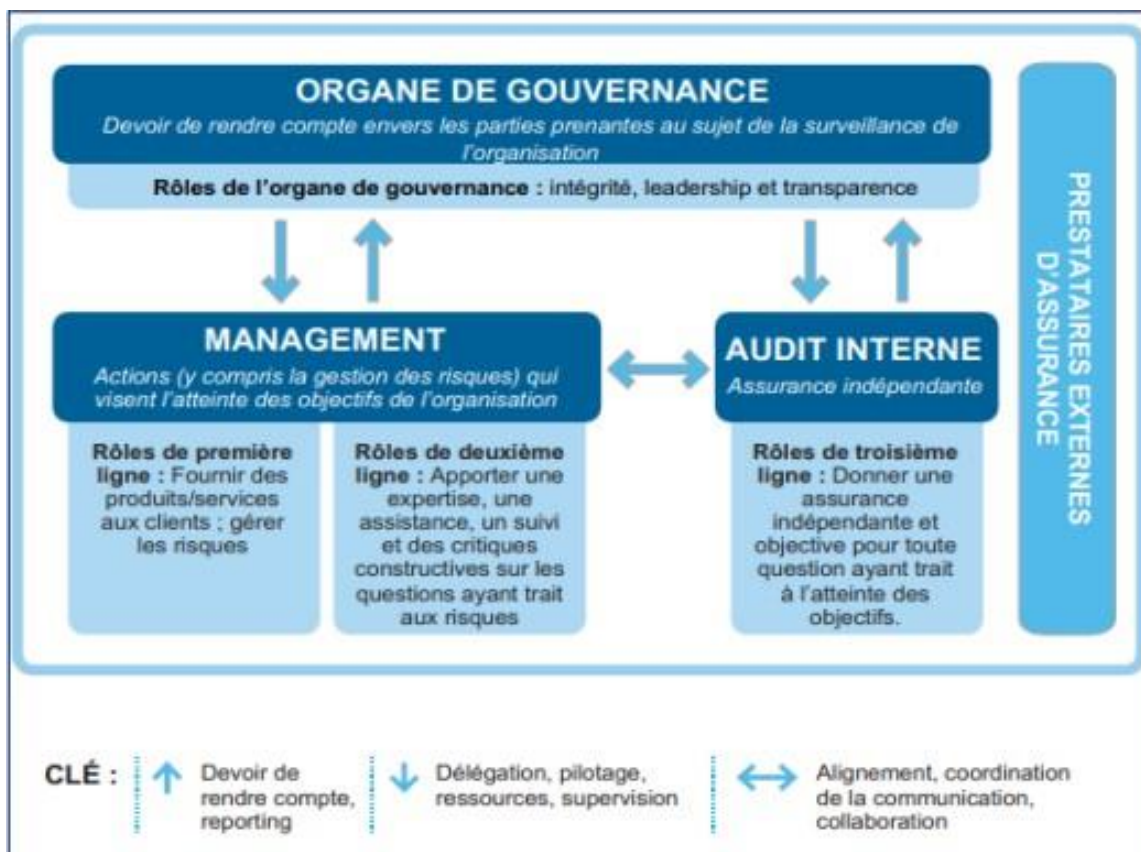 ORGANE DE GOUVERNANCE
Devoir de rendre compte envers les parties prenantes au sujet de la surveillance de
l'organisation
Rôles de l'organe de gouvernance : intégrité, leadership et transparence
MANAGEMENT
Actions (y compris la gestion des risques) qui
visent l'atteinte des objectifs de l'organisation
Rôles de première
ligne : Fournir des
produits/services
aux clients ; gérer
les risques
Rôles de deuxième
ligne : Apporter une
expertise, une
assistance, un suivi
et des critiques
constructives sur les
questions ayant trait
aux risques
AUDIT INTERNE
Assurance indépendante
Rôles de troisième
ligne : Donner une
assurance
indépendante et
objective pour toute
question ayant trait
à l'atteinte des
objectifs.
PRESTATAIRES EXTERNES
D'ASSURANCE
CLÉ :
Devoir de
rendre compte,
reporting
Délégation, pilotage,
ressources, supervision
Alignement, coordination
de la communication,
collaboration